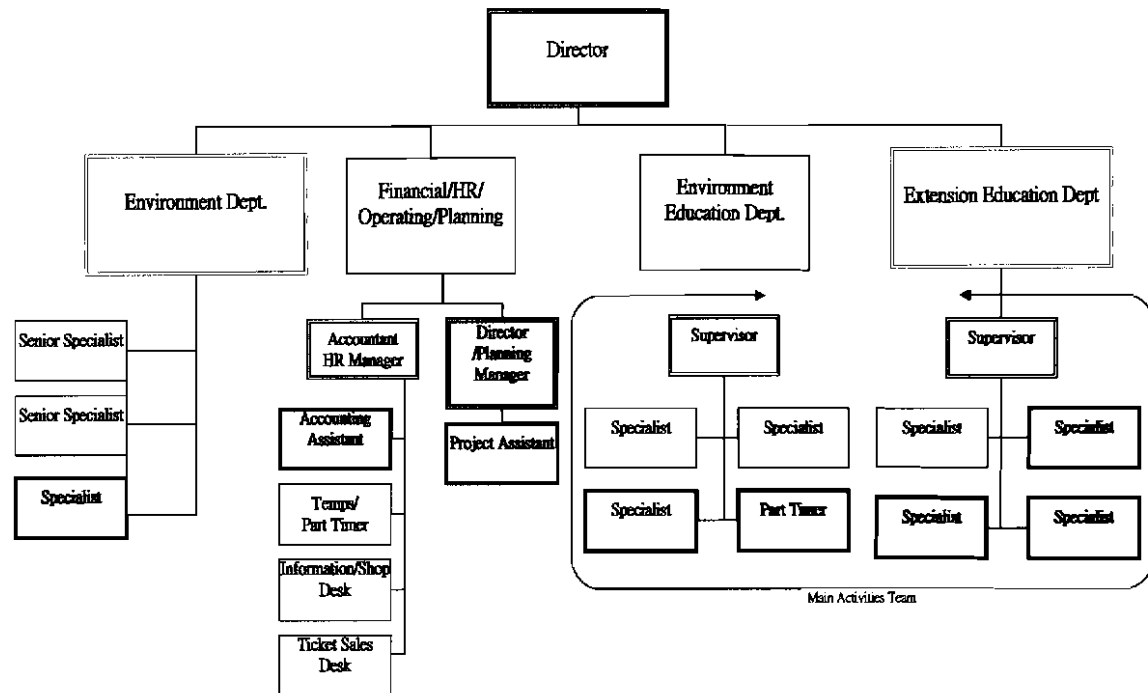 Director
Environment Dept.
Financial/HR/
Operating/Planning
Environment
Education Dept.
Extension Education Dept
Senior Specialist
Senior Specialist
Specialist
Accountant
HR Manager
Director
/Planning
Manager
Accounting
Assistant
Project Assistant
Temps/
Part Timer
Information/Shop
Desk
Ticket Sales
Desk
Supervisor
Specialist
Specialist
Specialist
Part Timer
Supervisor
Specialist
Specialist
Specialist
Specialist
Main Activities Team